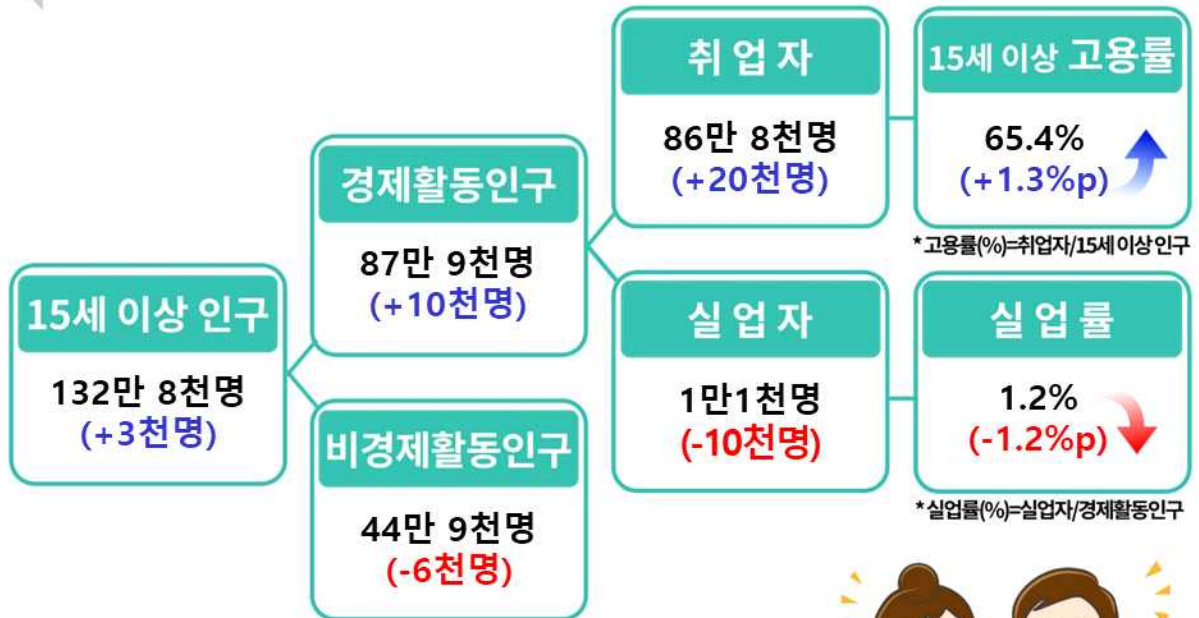 15세 이상 인구
132만 8천명
(+3천명)
경제활동인구
87만 9천명
(+10천명)
비경제활동인구
44만 9천명
(-6천명)
취 업 자
86만 8천명
(+20천명)
15세 이상 고용률
65.4%
(+1.3%p)
*고용률(%)=취업자/15세 이상 인구
실 업 자
1만1천명
(-10천명)
실 업 률
1.2%
(-1.2%p)
*실업률(%)=실업자/경제활동인구